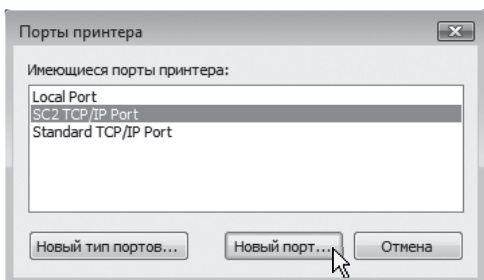 Порты принтера
Имеющиеся порты принтера:
Local Port
SC2 TCP/IP Port
Standard TCP/IP Port
Новый тип портов... Новый порт... Отмена